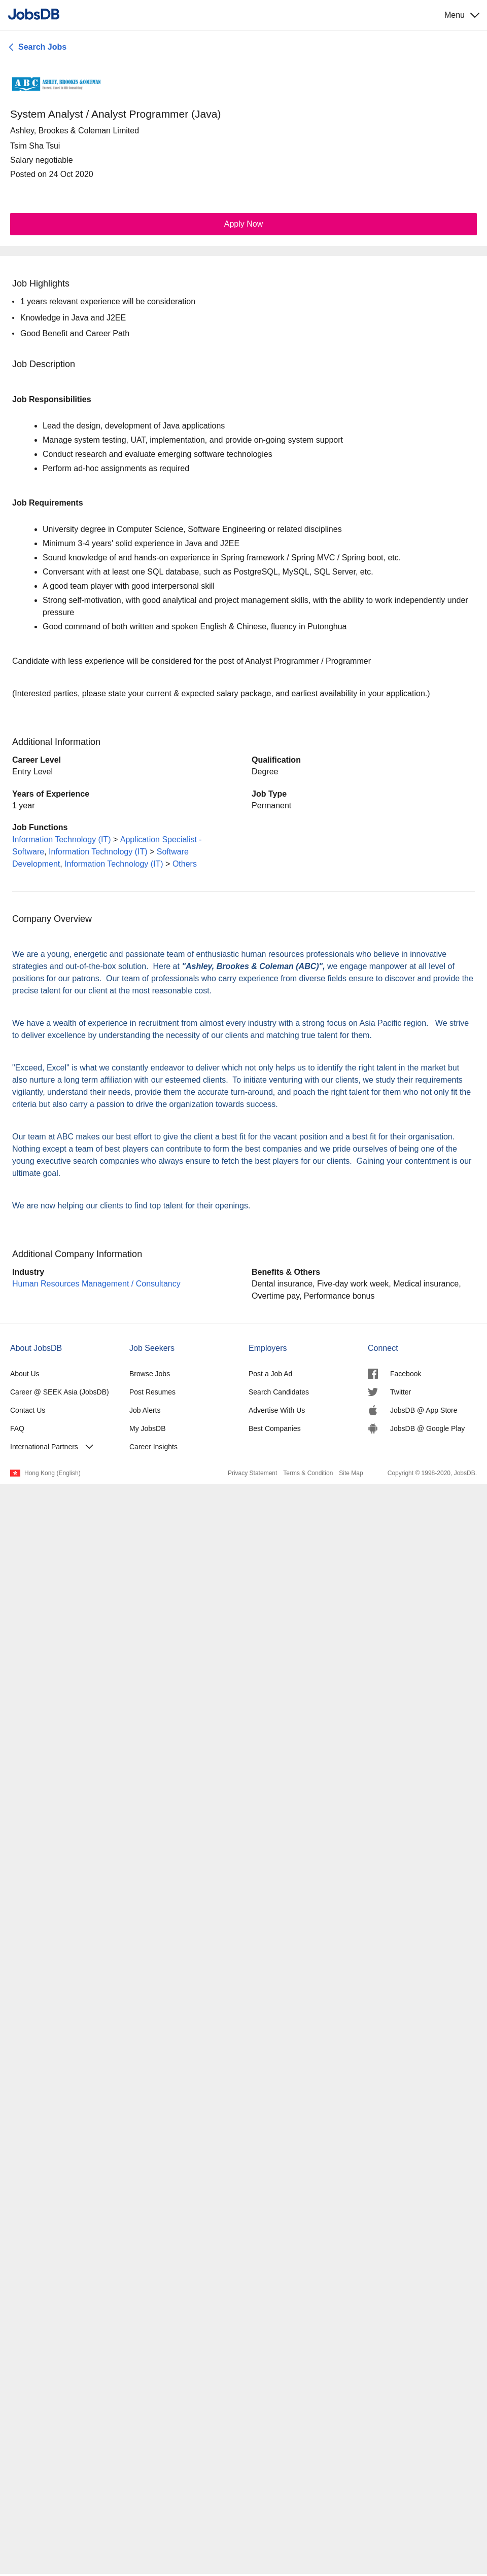 JobsDB
Menu
Search Jobs
ABC ASHLEY, BROOKES & COLEMAN
System Analyst / Analyst Programmer (Java)
Ashley, Brookes & Coleman Limited
Tsim Sha Tsui
Salary negotiable
Posted on 24 Oct 2020
Apply Now
Job Highlights
• 1 years relevant experience will be consideration
• Knowledge in Java and J2EE
• Good Benefit and Career Path
Job Description
Job Responsibilities
• Lead the design, development of Java applications
• Manage system testing, UAT, implementation, and provide on-going system support
• Conduct research and evaluate emerging software technologies
• Perform ad-hoc assignments as required
Job Requirements
• University degree in Computer Science, Software Engineering or related disciplines
• Minimum 3-4 years' solid experience in Java and J2EE
• Sound knowledge of and hands-on experience in Spring framework / Spring MVC / Spring boot, etc.
• Conversant with at least one SQL database, such as PostgreSQL, MySQL, SQL Server, etc.
• A good team player with good interpersonal skill
• Strong self-motivation, with good analytical and project management skills, with the ability to work independently under
pressure
• Good command of both written and spoken English & Chinese, fluency in Putonghua
Candidate with less experience will be considered for the post of Analyst Programmer / Programmer
(Interested parties, please state your current & expected salary package, and earliest availability in your application.)
Additional Information
Career Level
Entry Level
Qualification
Degree
Years of Experience
1 year
Job Type
Permanent
Job Functions
Information Technology (IT) > Application Specialist -
Software, Information Technology (IT) > Software
Development, Information Technology (IT) > Others
Company Overview
We are a young, energetic and passionate team of enthusiastic human resources professionals who believe in innovative
strategies and out-of-the-box solution.  Here at "Ashley, Brookes & Coleman (ABC)", we engage manpower at all level of
positions for our patrons.  Our team of professionals who carry experience from diverse fields ensure to discover and provide the
precise talent for our client at the most reasonable cost.
We have a wealth of experience in recruitment from almost every industry with a strong focus on Asia Pacific region.   We strive
to deliver excellence by understanding the necessity of our clients and matching true talent for them.
"Exceed, Excel" is what we constantly endeavor to deliver which not only helps us to identify the right talent in the market but
also nurture a long term affiliation with our esteemed clients.  To initiate venturing with our clients, we study their requirements
vigilantly, understand their needs, provide them the accurate turn-around, and poach the right talent for them who not only fit the
criteria but also carry a passion to drive the organization towards success.
Our team at ABC makes our best effort to give the client a best fit for the vacant position and a best fit for their organisation.
Nothing except a team of best players can contribute to form the best companies and we pride ourselves of being one of the
young executive search companies who always ensure to fetch the best players for our clients.  Gaining your contentment is our
ultimate goal.
We are now helping our clients to find top talent for their openings.
Additional Company Information
Industry
Human Resources Management / Consultancy
Benefits & Others
Dental insurance, Five-day work week, Medical insurance,
Overtime pay, Performance bonus
About JobsDB
About Us
Career @ SEEK Asia (JobsDB)
Contact Us
FAQ
International Partners
Job Seekers
Browse Jobs
Post Resumes
Job Alerts
My JobsDB
Career Insights
Employers
Post a Job Ad
Search Candidates
Advertise With Us
Best Companies
Connect
Facebook
Twitter
JobsDB @ App Store
JobsDB @ Google Play
Hong Kong (English)
Privacy Statement Terms & Condition Site Map
Copyright © 1998-2020, JobsDB.